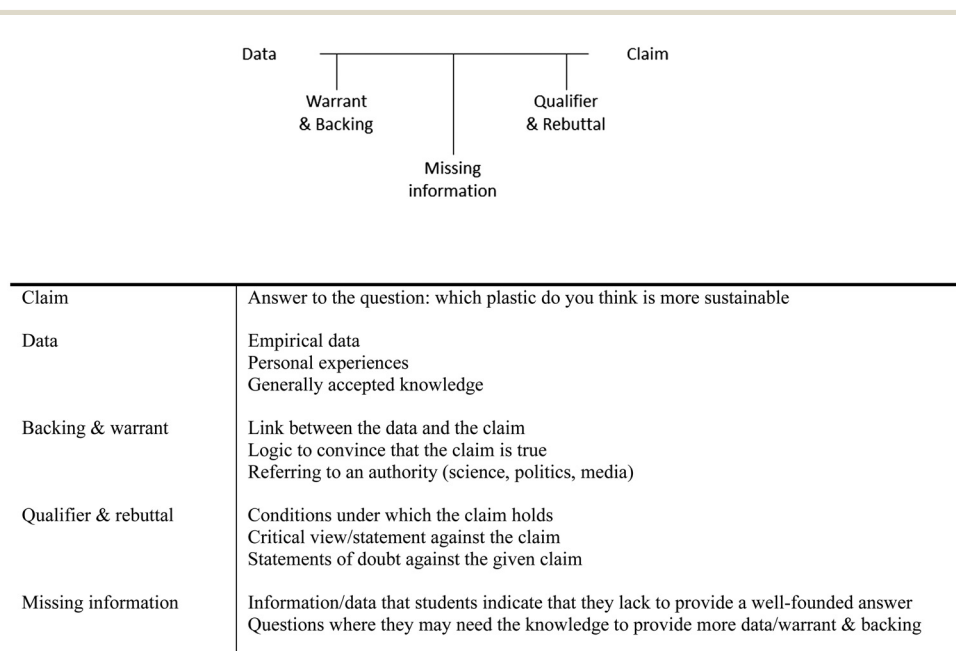 Data
Claim
Warrant
& Backing
Qualifier
& Rebuttal
Missing
information
Claim
Answer to the question: which plastic do you think is more sustainable
Data
Empirical data
Personal experiences
Generally accepted knowledge
Backing & warrant
Link between the data and the claim
Logic to convince that the claim is true
Referring to an authority (science, politics, media)
Qualifier & rebuttal
Conditions under which the claim holds
Critical view/statement against the claim
Statements of doubt against the given claim
Missing information
Information/data that students indicate that they lack to provide a well-founded answer
Questions where they may need the knowledge to provide more data/warrant & backing